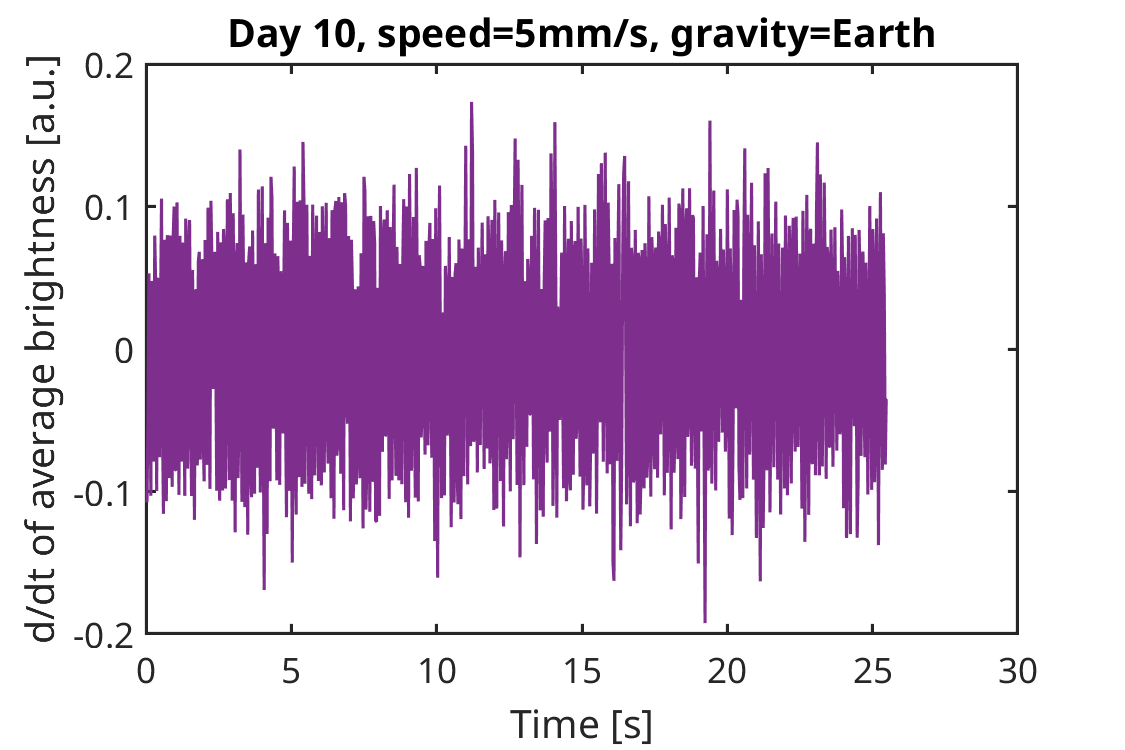 Day 10, speed=5mm/s, gravity=Earth
d/dt of average brightness [a.u.]
0.2
0.1
0
-0.1
-0.2
0 5 10 15 20 25 30
Time [s]